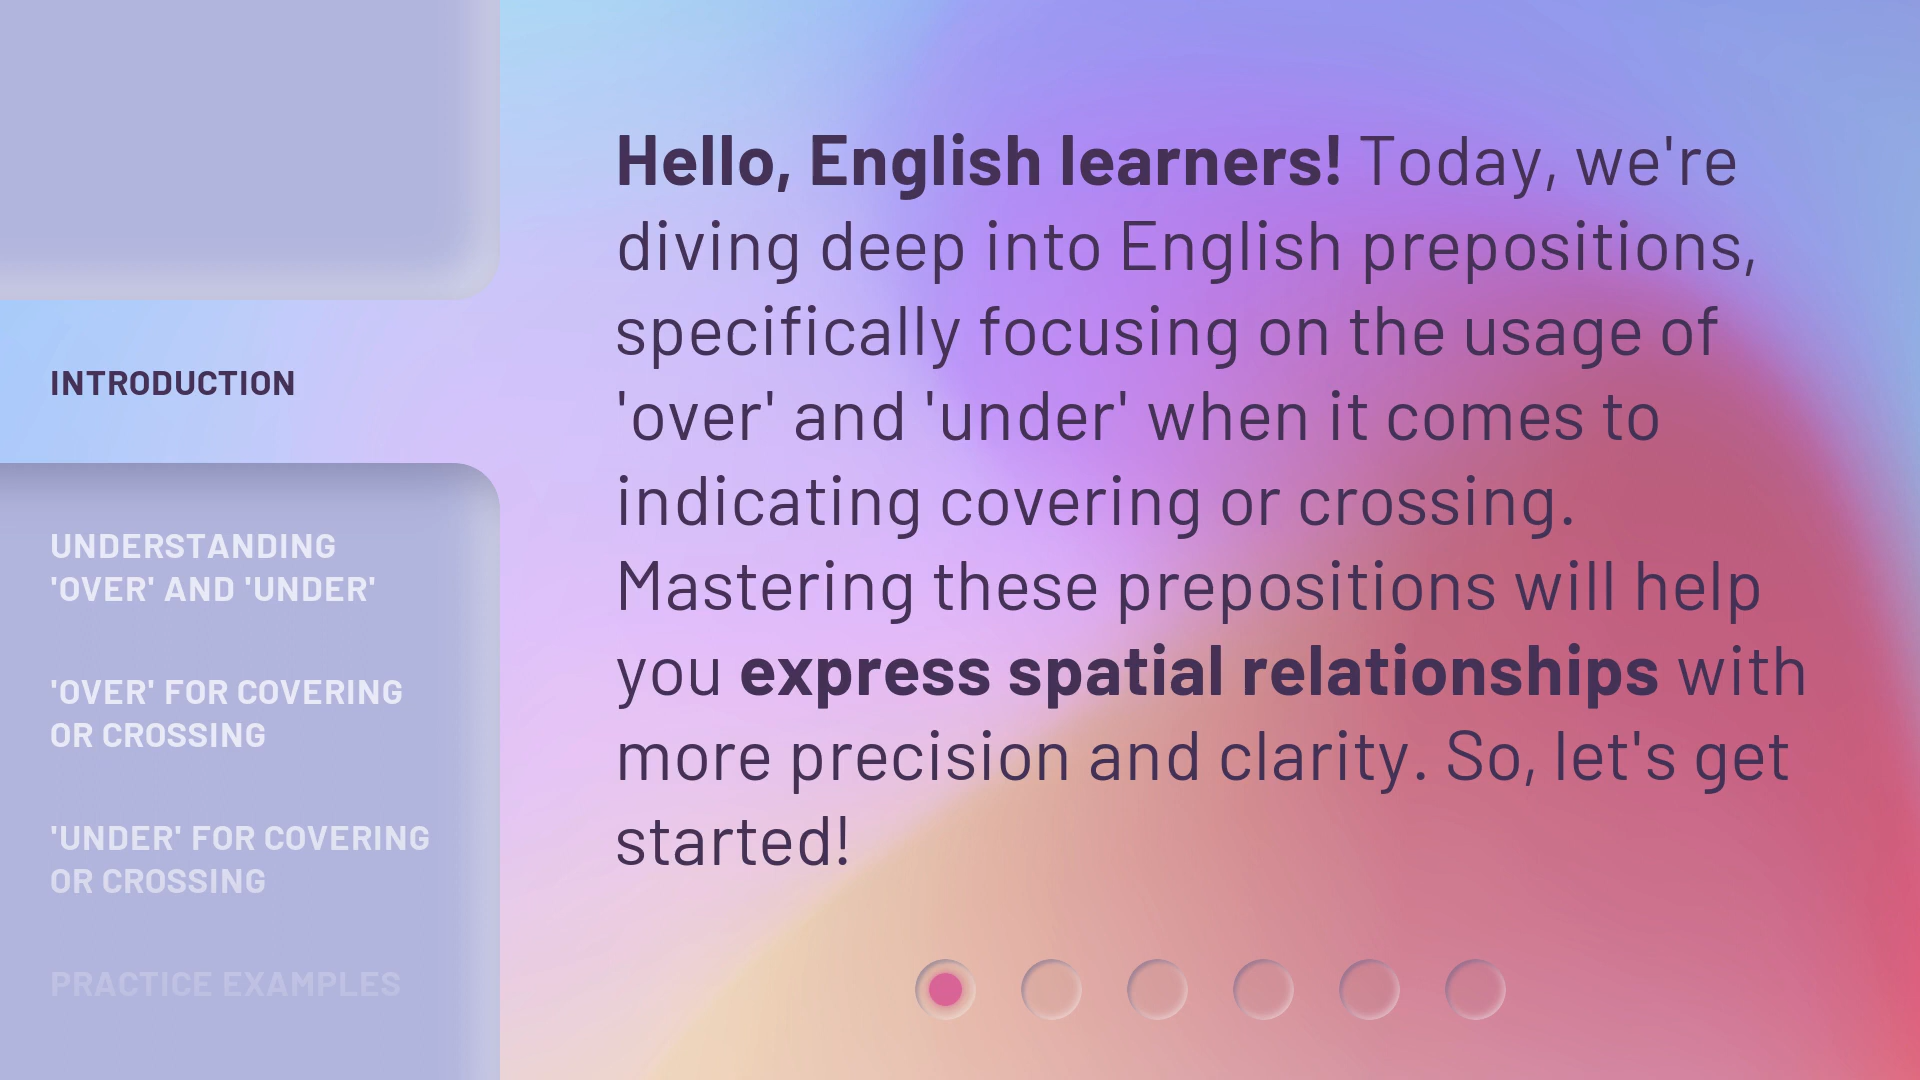 INTRODUCTION
UNDERSTANDING
'OVER' AND 'UNDER'
'OVER' FOR COVERING
OR CROSSING
'UNDER' FOR COVERING
OR CROSSING
PRACTICE EXAMPLES
Hello, English learners! Today, we're
diving deep into English prepositions,
specifically focusing on the usage of
'over' and 'under' when it comes to
indicating covering or crossing.
Mastering these prepositions will help
you express spatial relationships with
more precision and clarity. So, let's get
started!